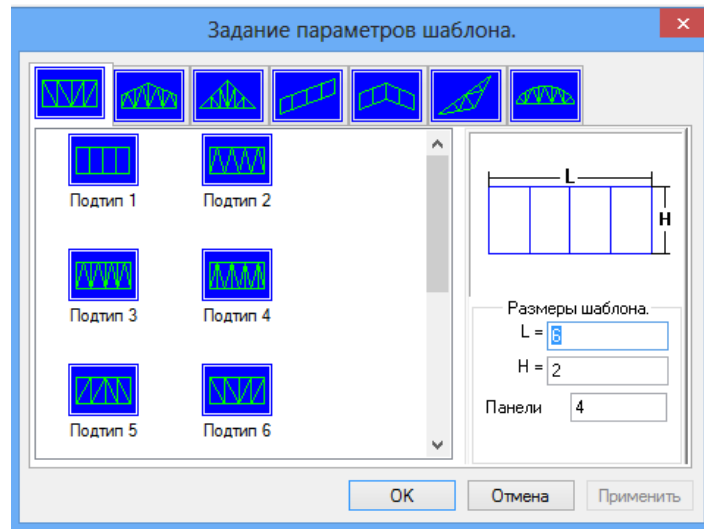 Задание параметров шаблона.
Подтип 1
Подтип 2
Подтип 3
Подтип 4
Подтип 5
Подтип 6
L
H
Размеры шаблона.
L = 6
H = 2
Панели 4
OK
Отмена
Применить